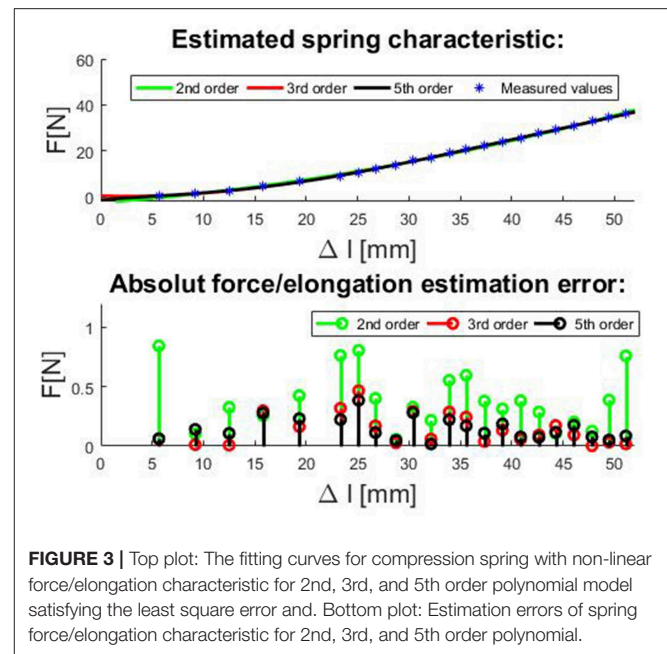 Estimated spring characteristic:
60
40
20
0
F[N]
2nd order 3rd order 5th order Measured values
0 5 10 15 20 25 30 35 40 45 50
Δ l [mm]
Absolut force/elongation estimation error:
1
0.5
0
F[N]
2nd order 3rd order 5th order
0 5 10 15 20 25 30 35 40 45 50
Δ l [mm]
FIGURE 3 | Top plot: The fitting curves for compression spring with non-linear
force/elongation characteristic for 2nd, 3rd, and 5th order polynomial model
satisfying the least square error and. Bottom plot: Estimation errors of spring
force/elongation characteristic for 2nd, 3rd, and 5th order polynomial.